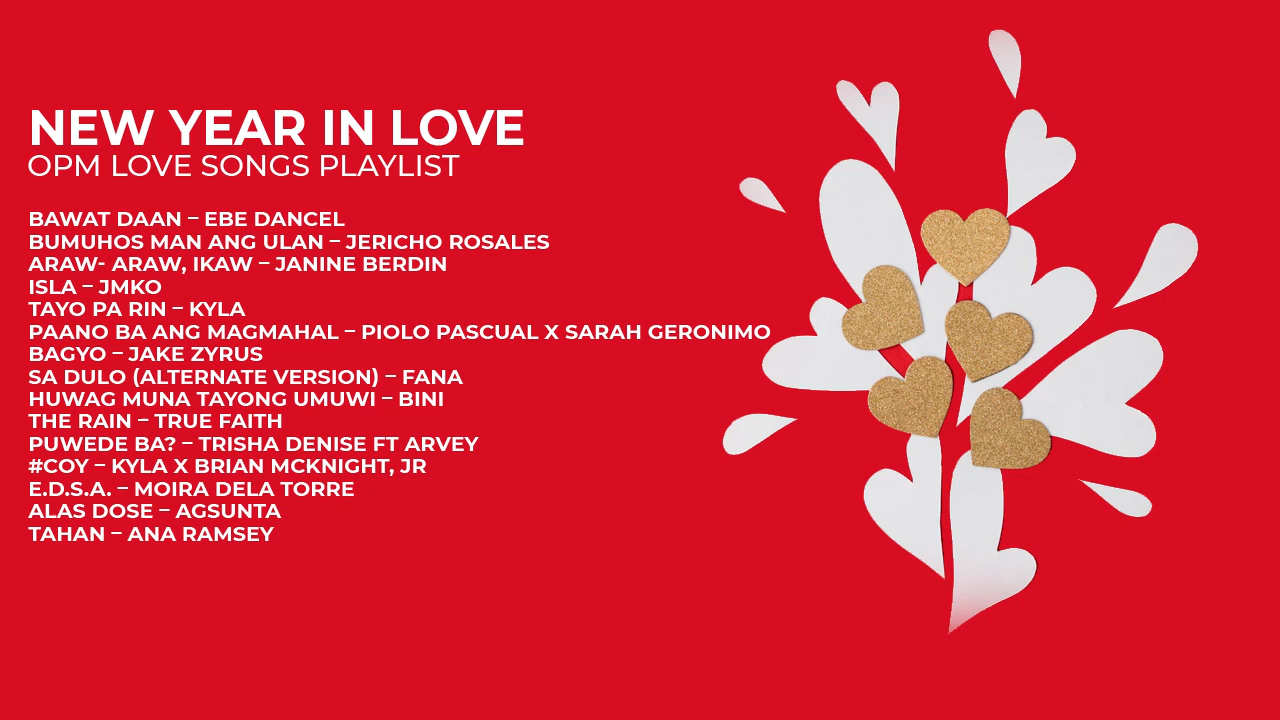 NEW YEAR IN LOVE
OPM LOVE SONGS PLAYLIST
BAWAT DAAN – EBE DANCEL
BUMUHOS MAN ANG ULAN – JERICHO ROSALES
ARAW- ARAW, IKAW – JANINE BERDIN
ISLA – JMKO
TAYO PA RIN – KYLA
PAANO BA ANG MAGMAHAL – PIOLO PASCUAL X SARAH GERONIMO
BAGYO – JAKE ZYRUS
SA DULO (ALTERNATE VERSION) – FANA
HUWAG MUNA TAYONG UMUWI – BINI
THE RAIN – TRUE FAITH
PUWEDE BA? – TRISHA DENISE FT ARVEY
#COY – KYLA X BRIAN MCKNIGHT, JR
E.D.S.A. – MOIRA DELA TORRE
ALAS DOSE – AGSUNTA
TAHAN – ANA RAMSEY